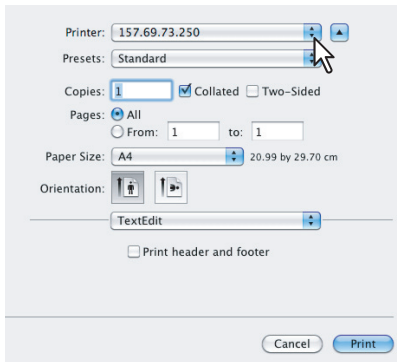 Printer: 157.69.73.250
Presets: Standard
Copies: 1 Collated Two-Sided
Pages: All
From: 1 to: 1
Paper Size: A4 20.99 by 29.70 cm
Orientation:
TextEdit
Print header and footer
Cancel Print